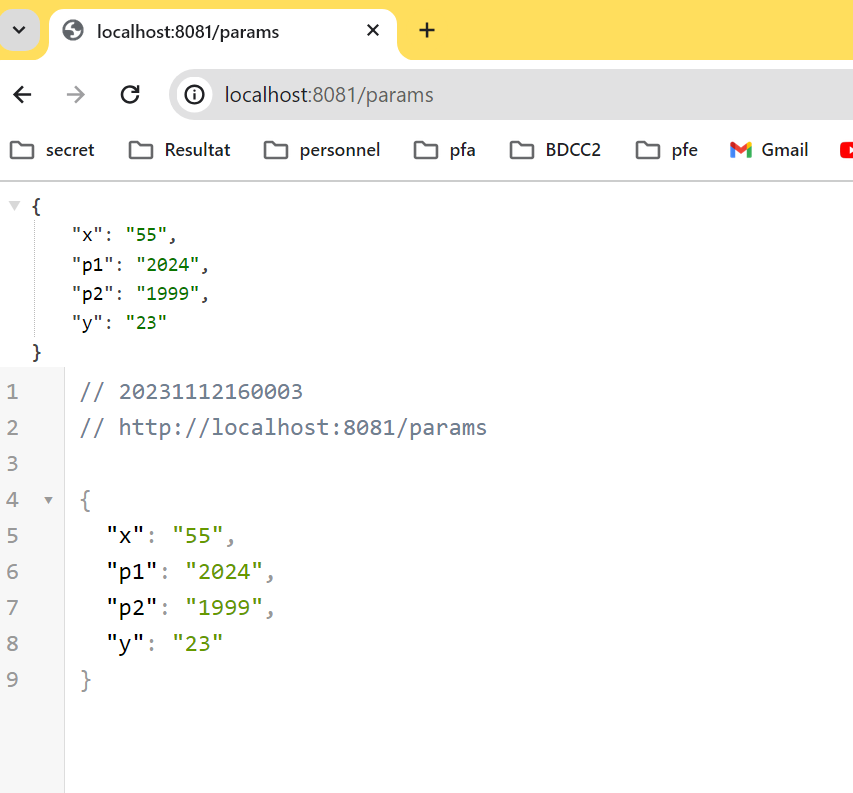 localhost:8081/params
localhost:8081/params
secret Resultat personnel pfa BDCC2 pfe Gmail
{
"x": "55",
"p1": "2024",
"p2": "1999",
"y": "23"
}
1 // 20231112160003
2 // http://localhost:8081/params
3
4 {
5 "x": "55",
6 "p1": "2024",
7 "p2": "1999",
8 "y": "23"
9 }